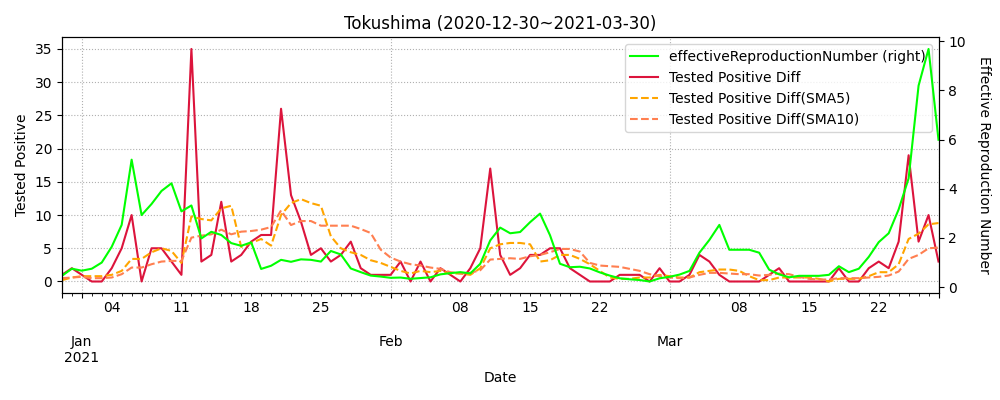 Tokushima (2020-12-30~2021-03-30)
effectiveReproductionNumber (right)
Tested Positive Diff
Tested Positive Diff(SMA5)
Tested Positive Diff(SMA10)
Tested Positive
35
30
25
20
15
10
5
0
10
8
6
4
2
0
Effective Reproduction Number
04 11 18 25 08 15 22 08 15 22
Jan Feb Mar
2021
Date